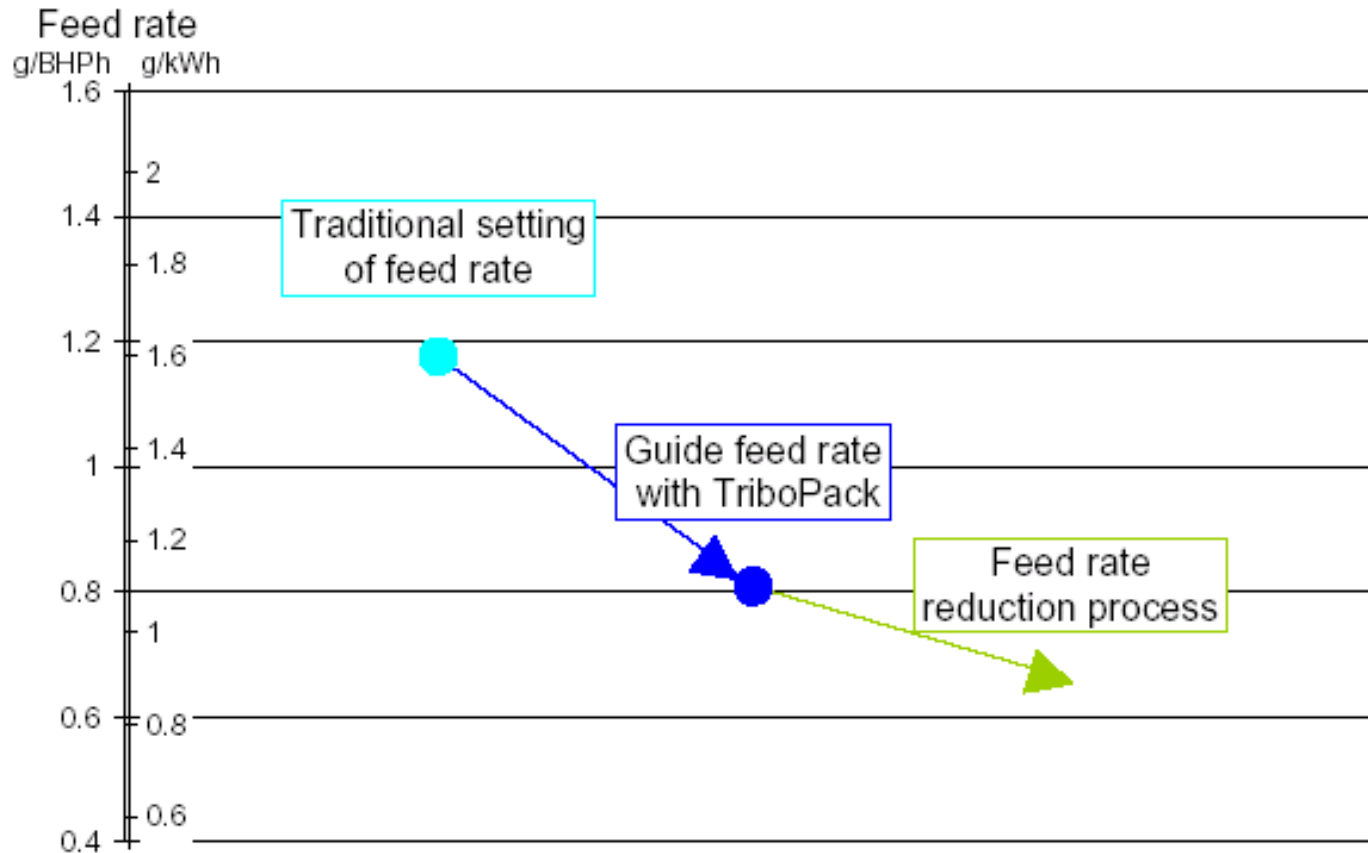 Feed rate
g/BHPh g/kWh
1.6
2
1.4
Traditional setting
of feed rate
1.8
1.2
1.6
1.4
Guide feed rate
with TriboPack
1
1.2
Feed rate
reduction process
0.8
1
0.6
0.8
0.6
0.4